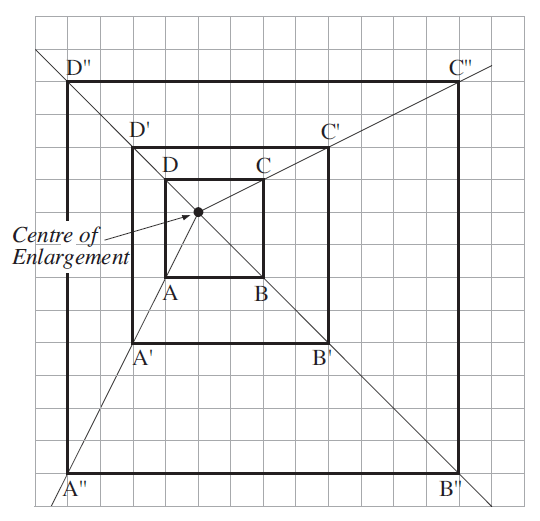 D" C"
D' C'
D C
Centre of
Enlargement
A B
A' B'
A" B"